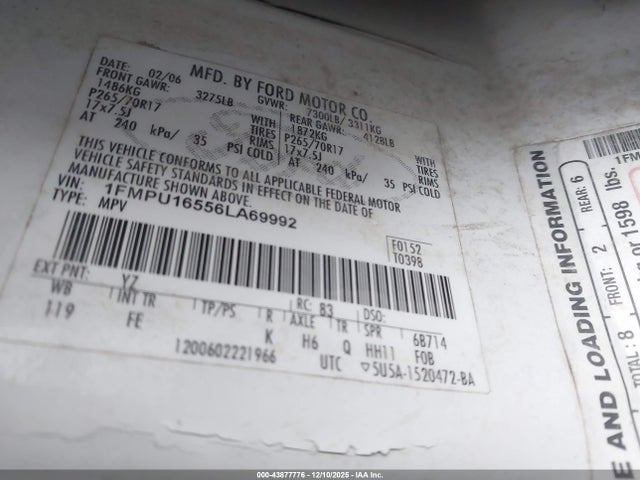 MFD. BY FORD MOTOR CO.
DATE: 02/06 GVWR: 7300LB/ 3311KG
FRONT GAWR: 3275LB REAR GAWR: 4128LB
1486KG WITH 1872KG WITH
P265/70R17 TIRES P265/70R17 TIRES
17x7.5J RIMS 17x7.5J RIMS
AT 240 kPa/ 35 PSI COLD AT 240 kPa/ 35 PSI COLD
THIS VEHICLE CONFORMS TO ALL APPLICABLE FEDERAL MOTOR
VEHICLE SAFETY STANDARDS IN EFFECT ON THE DATE OF
MANUFACTURE SHOWN ABOVE.
VIN: 1FMPU16556LA69992
TYPE: MPV
F0152
T0398
EXT PNT: YZ RC: 83 DSO:
WB INT TR TP/PS R AXLE TR SPR 6B714
119 FE K H6 Q HH11 FOB
1200602221966 UTC ▽5U5A-1520472-BA
E AND LOADING INFORMATION
TOTAL: 8 FRONT: 2 REAR: 6
1598 lbs.
1FM
000-43877776 - 12/10/2025 - IAA Inc.